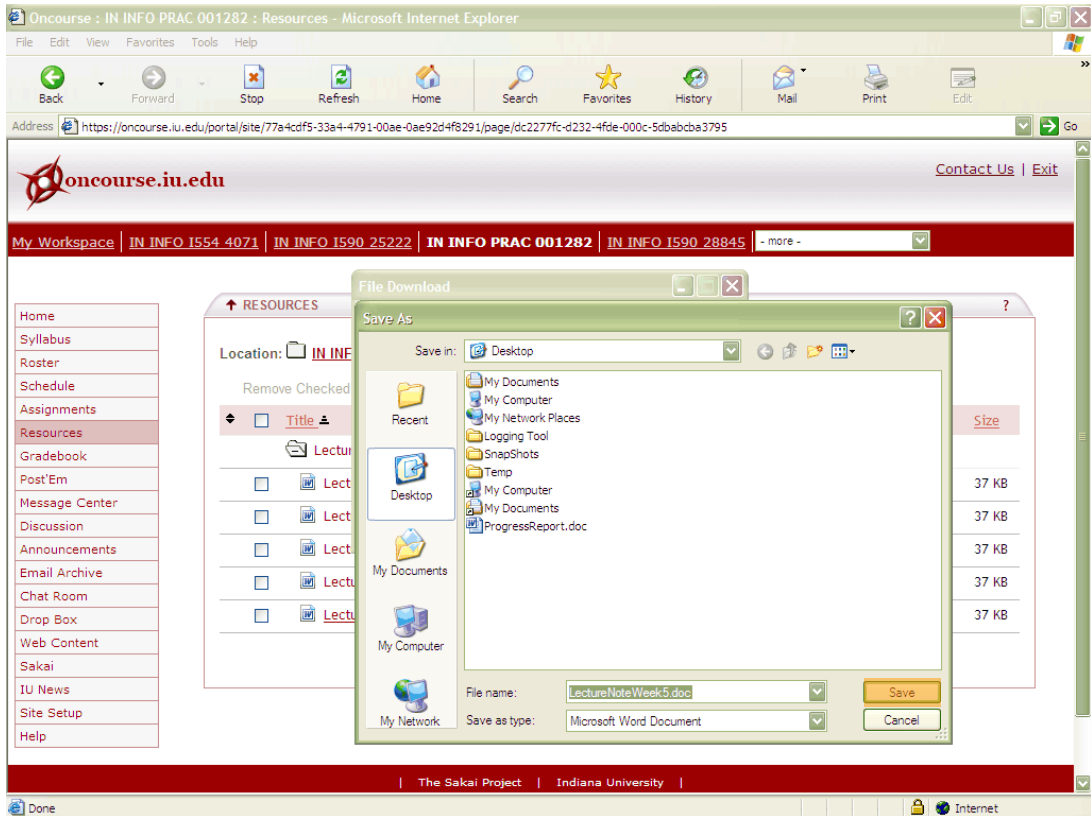 Oncourse : IN INFO PRAC 001282 : Resources - Microsoft Internet Explorer
File Edit View Favorites Tools Help
Back Forward Stop Refresh Home Search Favorites History Mail Print Edit
Address https://oncourse.iu.edu/portal/site/77a4cdf5-33a4-4791-00ae-0ae92d4f8291/page/dc2277fc-d232-4fde-000c-5dbabcba3795 Go
oncourse.iu.edu
Contact Us | Exit
My Workspace | IN INFO I554 4071 | IN INFO I590 25222 | IN INFO PRAC 001282 | IN INFO I590 28845 - more -
Home
Syllabus
Roster
Schedule
Assignments
Resources
Gradebook
Post'Em
Message Center
Discussion
Announcements
Email Archive
Chat Room
Drop Box
Web Content
Sakai
IU News
Site Setup
Help
RESOURCES ?
Location: IN INF
Remove Checked
Title Size
Lectur
Lect 37 KB
Lect 37 KB
Lect 37 KB
Lectu 37 KB
Lectu 37 KB
File Download
Save As
Save in: Desktop
Recent
Desktop
My Documents
My Computer
My Network
My Documents
My Computer
My Network Places
Logging Tool
SnapShots
Temp
My Computer
My Documents
ProgressReport.doc
File name: LectureNoteWeek5.doc Save
Save as type: Microsoft Word Document Cancel
| The Sakai Project | Indiana University |
Done Internet